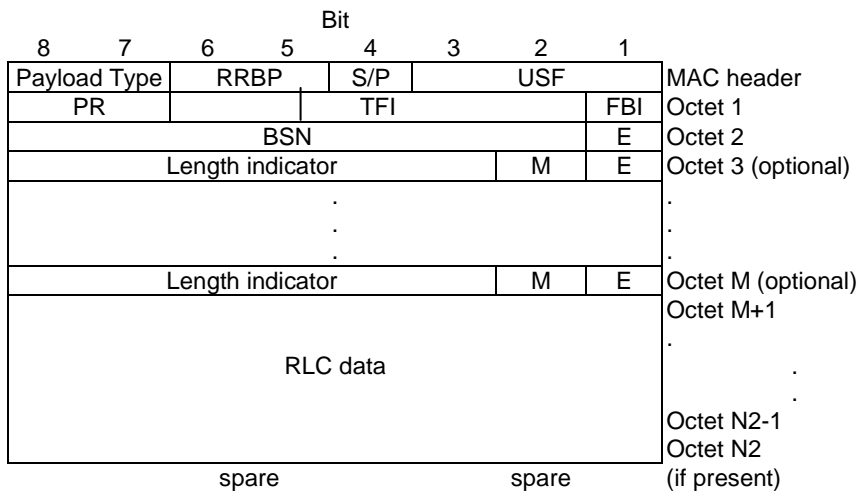 Bit
8 7 6 5 4 3 2 1
Payload Type RRBP S/P USF MAC header
PR TFI FBI Octet 1
BSN E Octet 2
Length indicator M E Octet 3 (optional)
. .
. .
. .
Length indicator M E Octet M (optional)
Octet M+1
.
RLC data .
.
Octet N2-1
Octet N2
spare spare (if present)